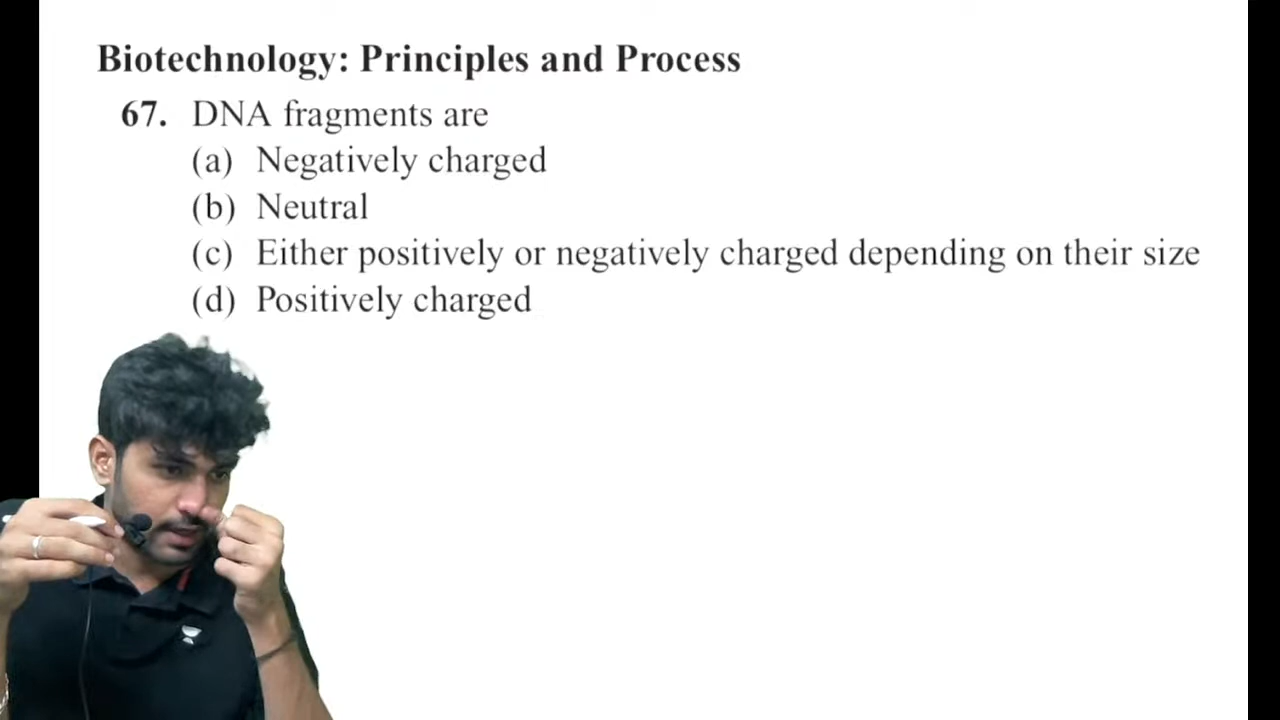 Biotechnology: Principles and Process
67. DNA fragments are
(a) Negatively charged
(b) Neutral
(c) Either positively or negatively charged depending on their size
(d) Positively charged